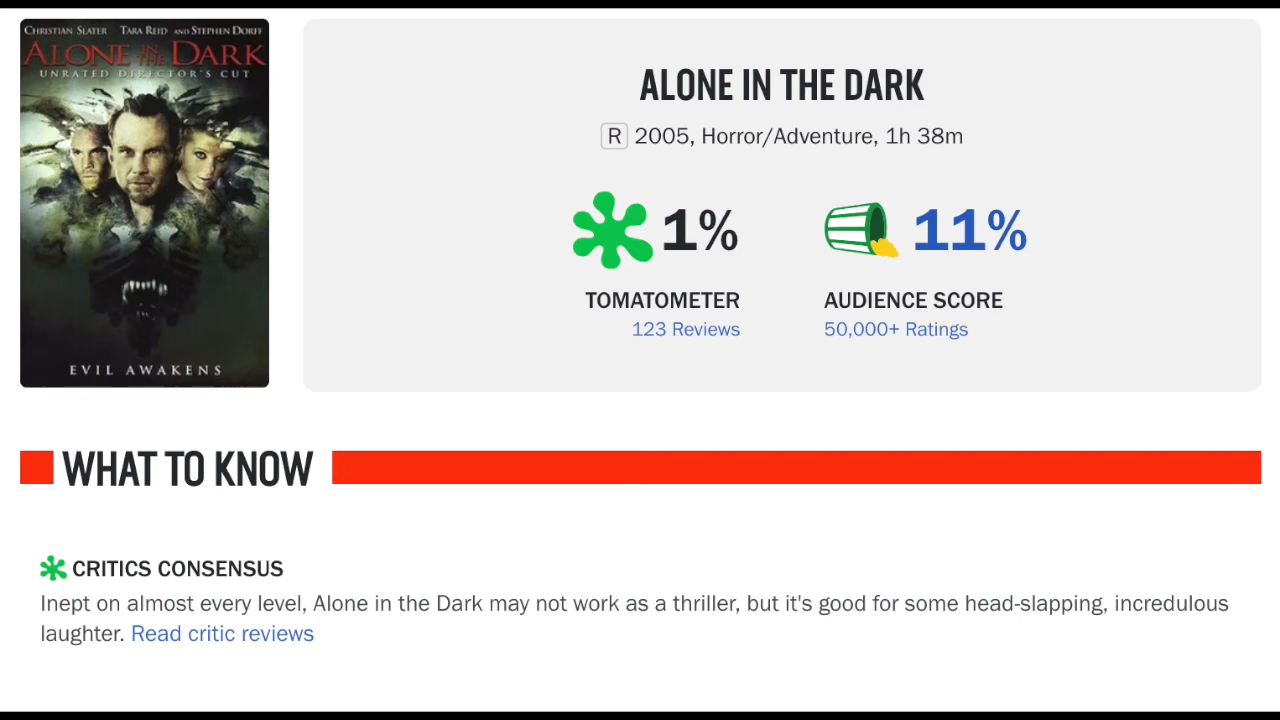 CHRISTIAN SLATER TARA REID AND STEPHEN DORFF
ALONE IN THE DARK
UNRATED DIRECTOR'S CUT
EVIL AWAKENS
ALONE IN THE DARK
R 2005, Horror/Adventure, 1h 38m
1% 11%
TOMATOMETER AUDIENCE SCORE
123 Reviews 50,000+ Ratings
WHAT TO KNOW
CRITICS CONSENSUS
Inept on almost every level, Alone in the Dark may not work as a thriller, but it's good for some head-slapping, incredulous
laughter. Read critic reviews